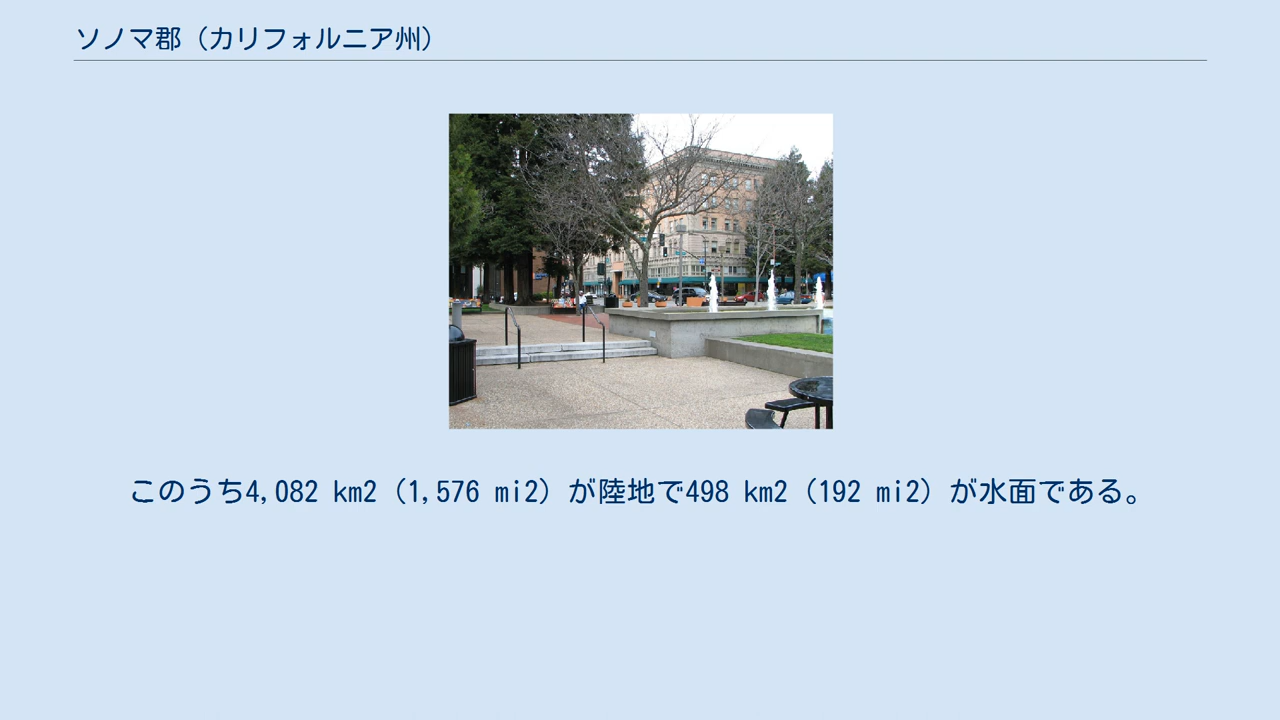 ソノマ郡（カリフォルニア州）
このうち4,082 km2（1,576 mi2）が陸地で498 km2（192 mi2）が水面である。